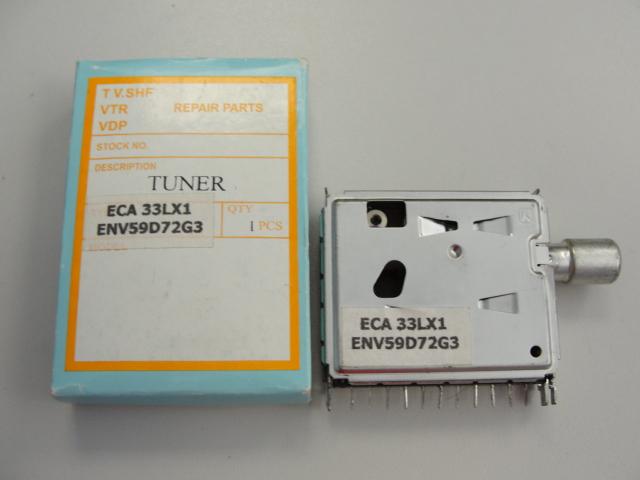 T.V.SHF
VTR REPAIR PARTS
VDP
STOCK NO.
DESCRIPTION
TUNER
ECA 33LX1
ENV59D72G3
QTY
1 PCS
ECA 33LX1
ENV59D72G3